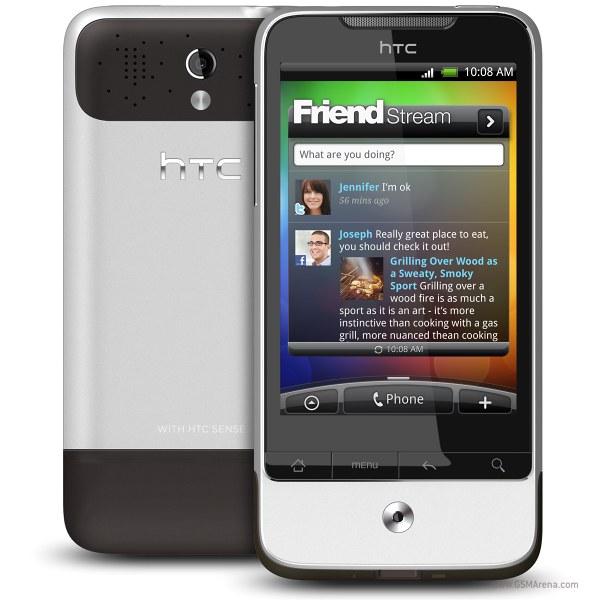 hTC
10:08 AM
Friend Stream
What are you doing?
Jennifer I'm ok
56 mins ago
Joseph Really great place to eat,
you should check it out!
Grilling Over Wood as
a Sweaty, Smoky
Sport Grilling over a
wood fire is as much a
sport as it is an art - it's more
instinctive than cooking with a gas
grill, more nuanced thean cooking
10:08 AM
Phone
menu
hTC
WITH HTC SENSE
www.GSMArena.com